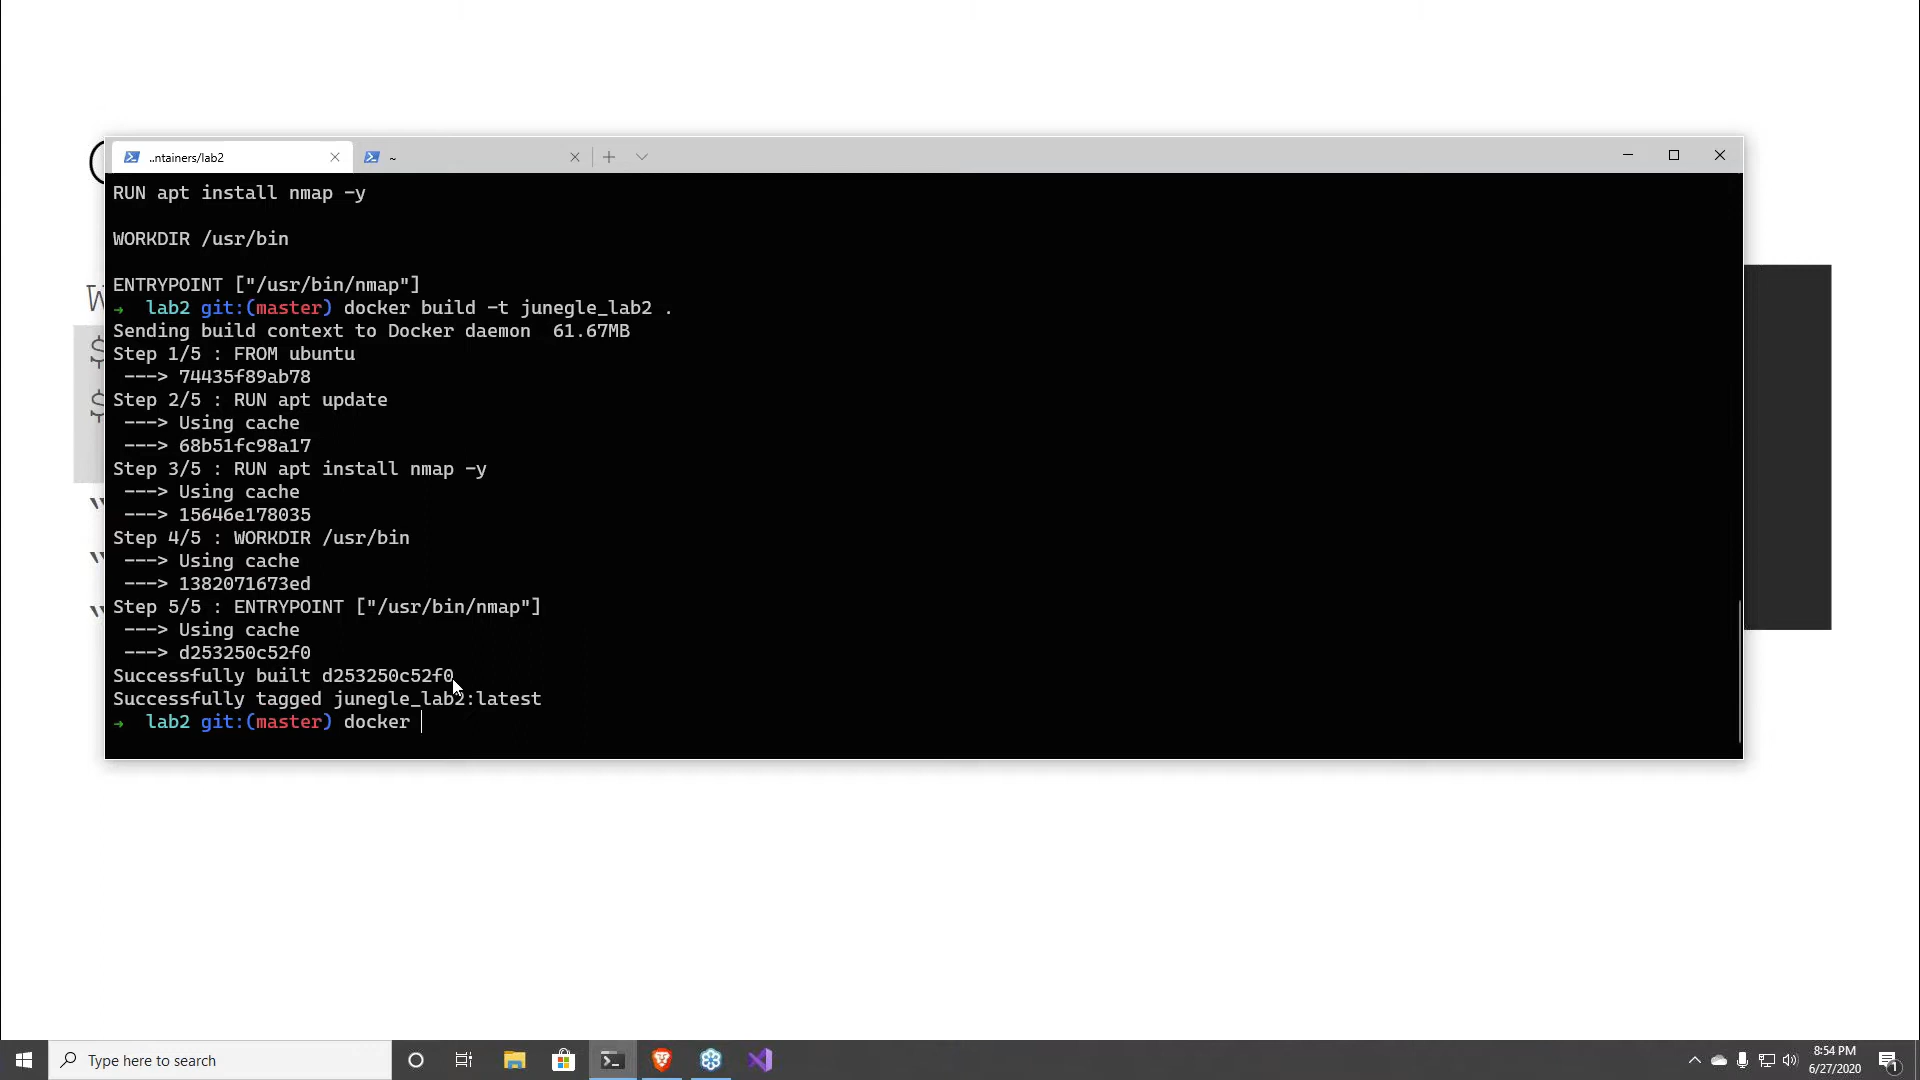 ..ntainers/lab2
~
RUN apt install nmap -y
WORKDIR /usr/bin
ENTRYPOINT ["/usr/bin/nmap"]
→ lab2 git:(master) docker build -t junegle_lab2 .
Sending build context to Docker daemon 61.67MB
Step 1/5 : FROM ubuntu
---> 74435f89ab78
Step 2/5 : RUN apt update
---> Using cache
---> 68b51fc98a17
Step 3/5 : RUN apt install nmap -y
---> Using cache
---> 15646e178035
Step 4/5 : WORKDIR /usr/bin
---> Using cache
---> 1382071673ed
Step 5/5 : ENTRYPOINT ["/usr/bin/nmap"]
---> Using cache
---> d253250c52f0
Successfully built d253250c52f0
Successfully tagged junegle_lab2:latest
→ lab2 git:(master) docker
W
$
$
Type here to search
8:54 PM
6/27/2020
1